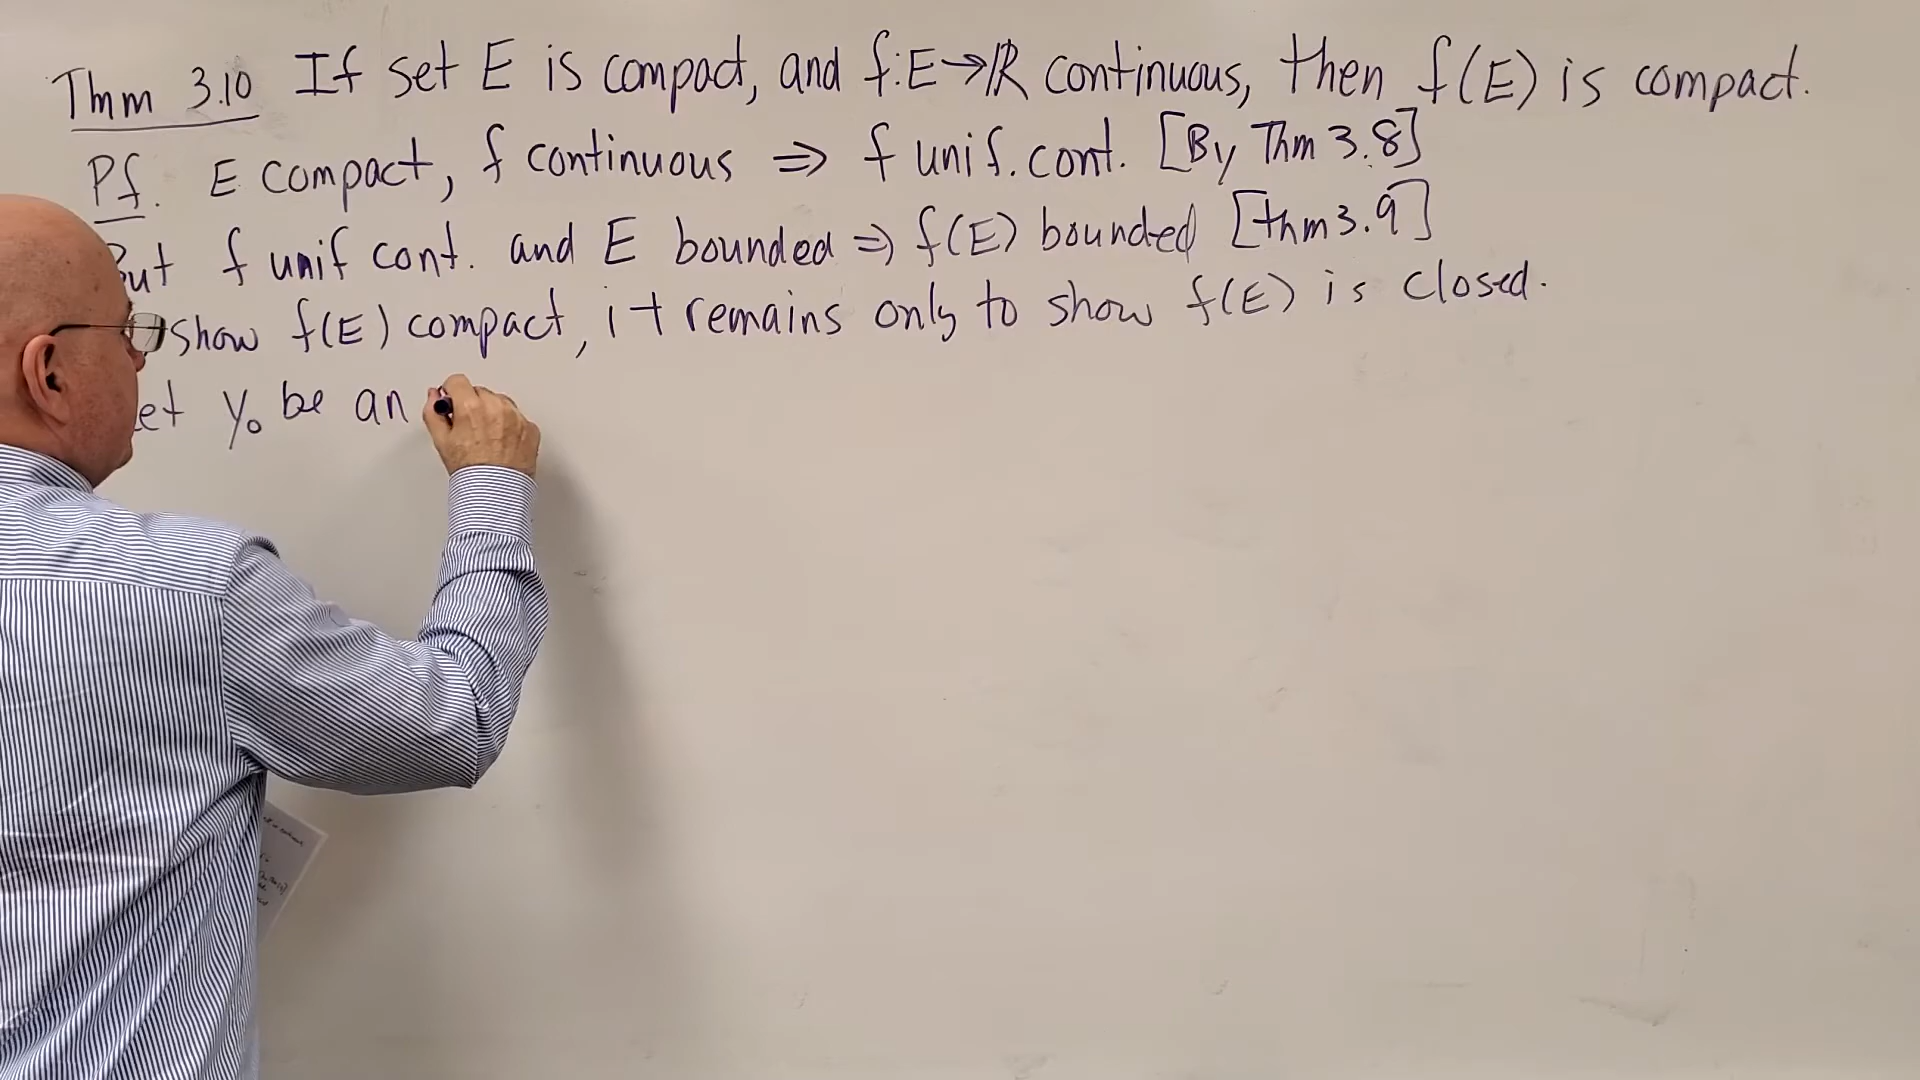 Thm 3.10 If set E is compact, and f:E→ℝ continuous, then f(E) is compact.
Pf. E compact, f continuous ⇒ f unif. cont. [By Thm 3.8]
But f unif cont. and E bounded ⇒ f(E) bounded [thm 3.9]
show f(E) compact, it remains only to show f(E) is closed.
et y₀ be an